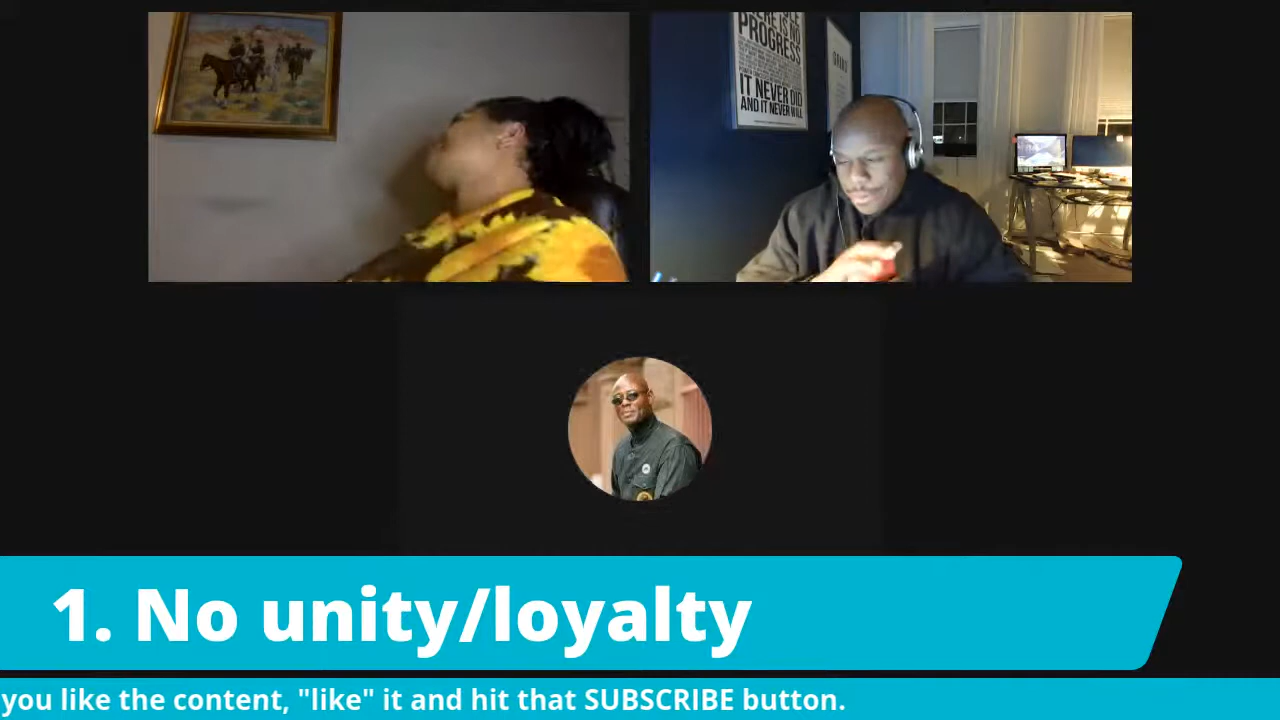 PROGRESS
IT NEVER DID
AND IT NEVER WILL
1. No unity/loyalty
you like the content, "like" it and hit that SUBSCRIBE button.